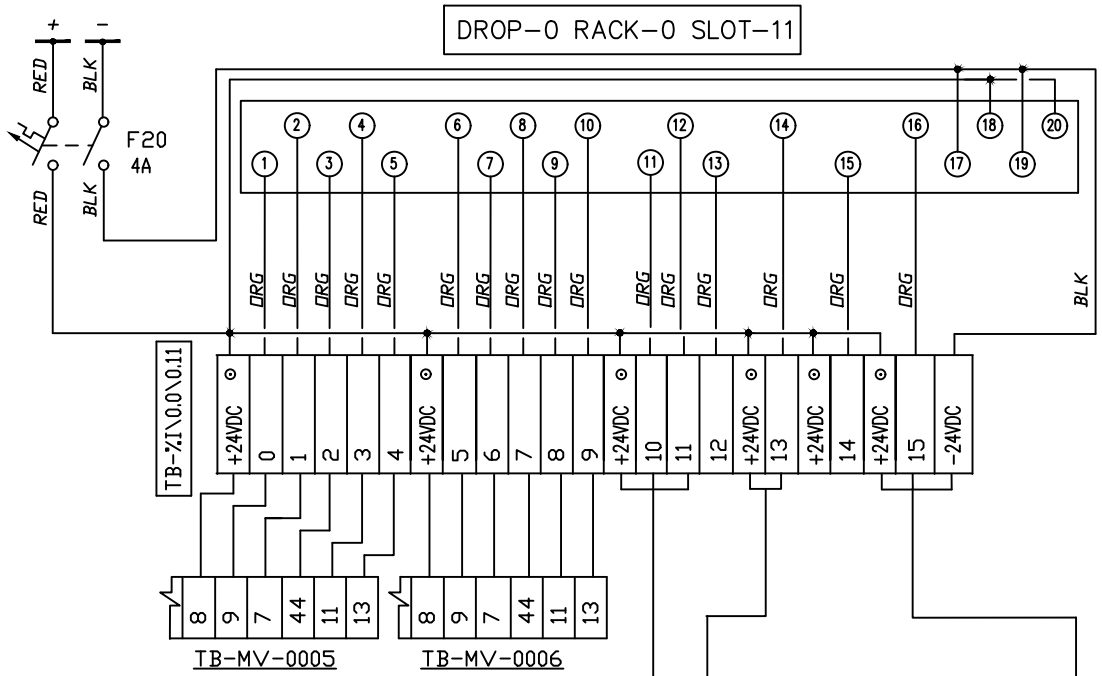 DROP-0 RACK-0 SLOT-11
+ -
RED BLK
F20
4A
RED BLK
2 4 6 8 10 12 14 16 18 20
1 3 5 7 9 11 13 15 17 19
ORG ORG ORG ORG ORG ORG ORG ORG ORG ORG ORG ORG ORG ORG ORG ORG BLK
TB-%I\0.0\0.11
+24VDC 0 1 2 3 4 +24VDC 5 6 7 8 9 +24VDC 10 11 12 +24VDC 13 +24VDC 14 +24VDC 15 -24VDC
8 9 7 44 11 13
8 9 7 44 11 13
TB-MV-0005 TB-MV-0006